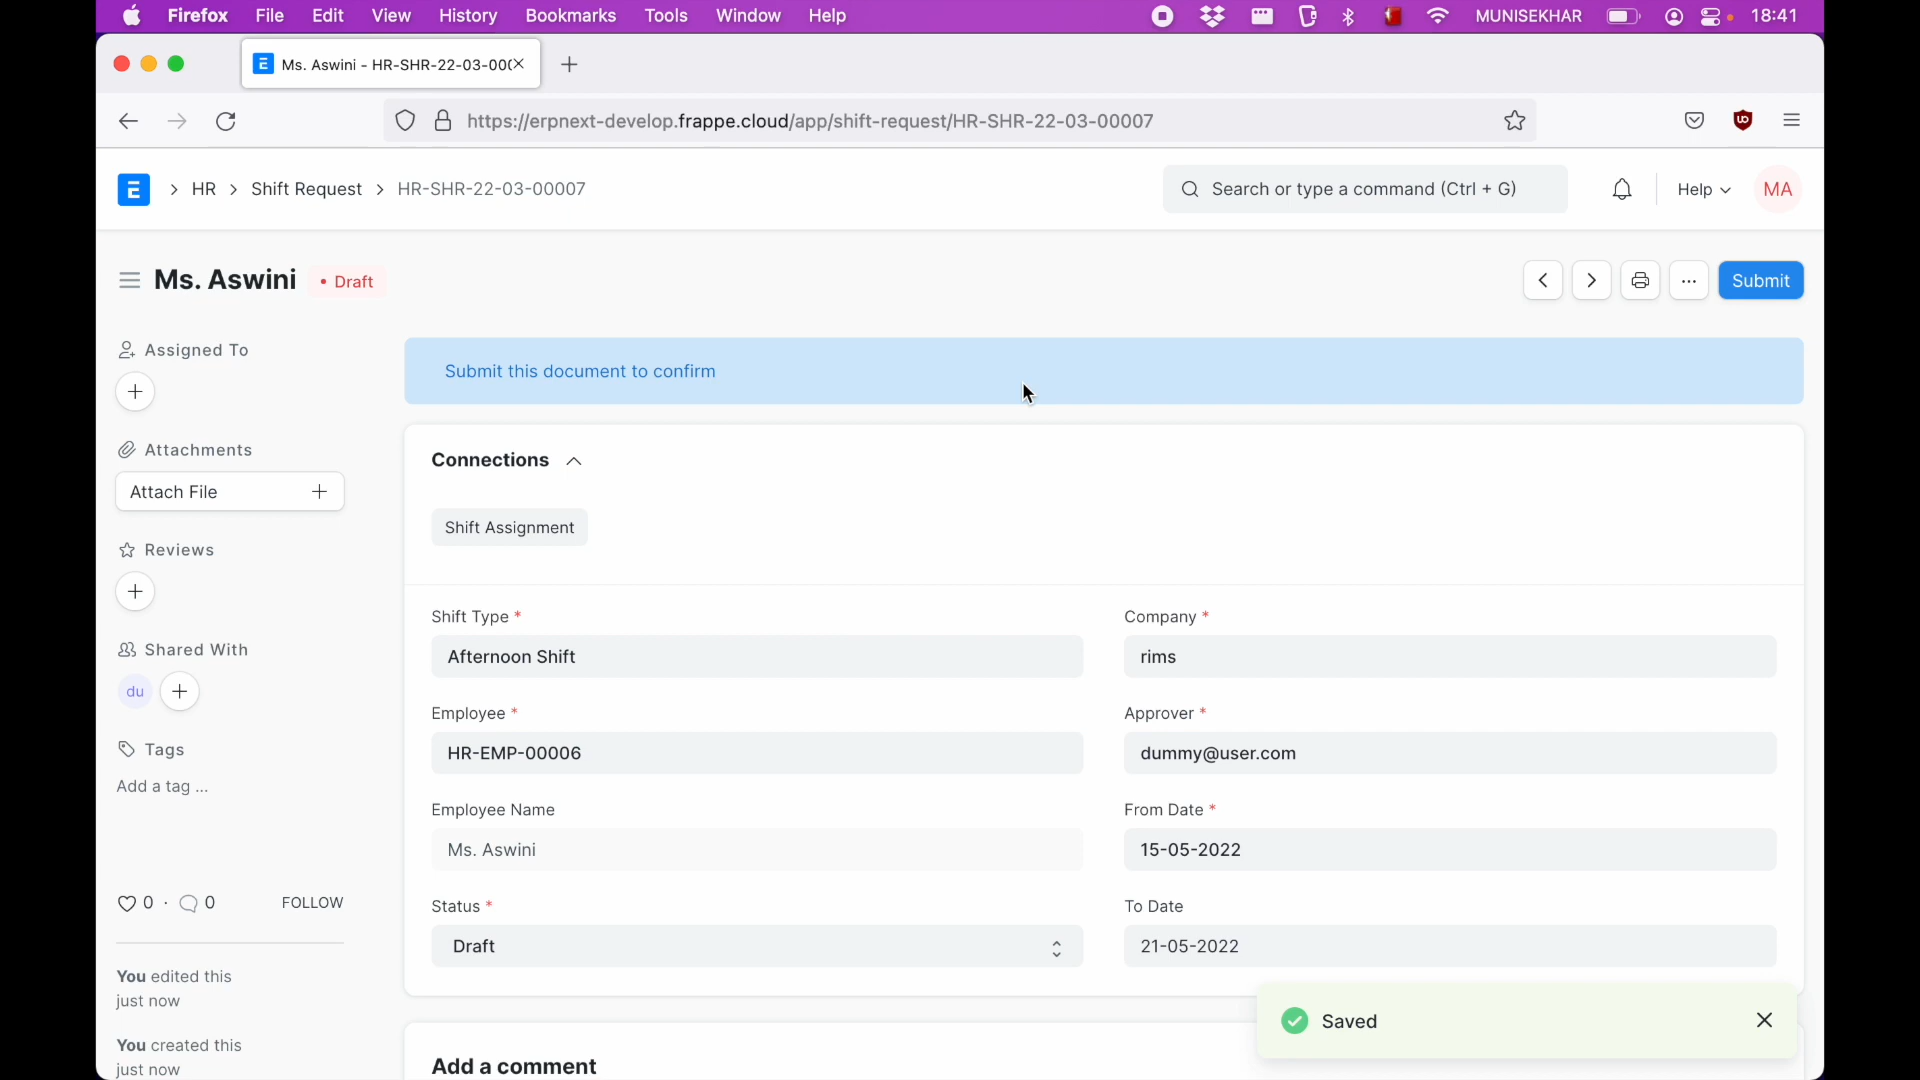 Firefox File Edit View History Bookmarks Tools Window Help MUNISEKHAR 18:41
E Ms. Aswini - HR-SHR-22-03-000
https://erpnext-develop.frappe.cloud/app/shift-request/HR-SHR-22-03-00007
E > HR > Shift Request > HR-SHR-22-03-00007 Search or type a command (Ctrl + G) Help MA
Ms. Aswini • Draft Submit
Assigned To
Submit this document to confirm
Attachments
Attach File +
Connections
Shift Assignment
Reviews
Shared With
du
Tags
Add a tag ...
Shift Type *
Afternoon Shift
Company *
rims
Employee *
HR-EMP-00006
Approver *
dummy@user.com
Employee Name
Ms. Aswini
From Date *
15-05-2022
Status *
Draft
To Date
21-05-2022
0 · 0 FOLLOW
You edited this
just now
You created this
just now
Saved
Add a comment